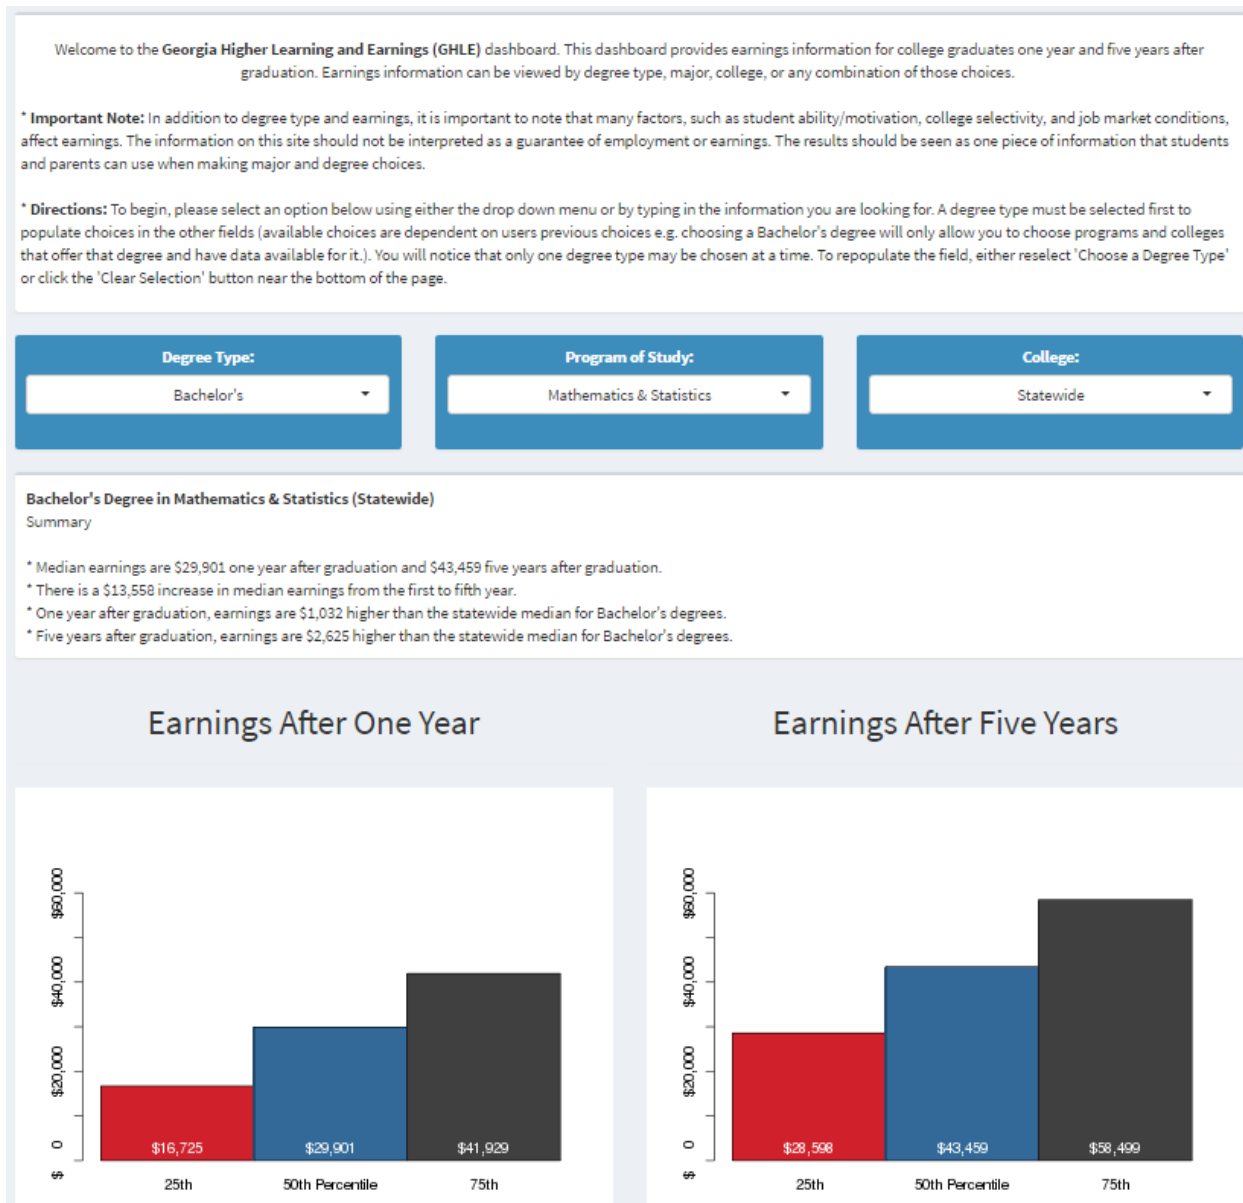 Welcome to the Georgia Higher Learning and Earnings (GHLE) dashboard. This dashboard provides earnings information for college graduates one year and five years after
graduation. Earnings information can be viewed by degree type, major, college, or any combination of those choices.
* Important Note: In addition to degree type and earnings, it is important to note that many factors, such as student ability/motivation, college selectivity, and job market conditions,
affect earnings. The information on this site should not be interpreted as a guarantee of employment or earnings. The results should be seen as one piece of information that students
and parents can use when making major and degree choices.
* Directions: To begin, please select an option below using either the drop down menu or by typing in the information you are looking for. A degree type must be selected first to
populate choices in the other fields (available choices are dependent on users previous choices e.g. choosing a Bachelor's degree will only allow you to choose programs and colleges
that offer that degree and have data available for it.). You will notice that only one degree type may be chosen at a time. To repopulate the field, either reselect 'Choose a Degree Type'
or click the 'Clear Selection' button near the bottom of the page.
Degree Type:
Bachelor's
Program of Study:
Mathematics & Statistics
College:
Statewide
Bachelor's Degree in Mathematics & Statistics (Statewide)
Summary
* Median earnings are $29,901 one year after graduation and $43,459 five years after graduation.
* There is a $13,558 increase in median earnings from the first to fifth year.
* One year after graduation, earnings are $1,032 higher than the statewide median for Bachelor's degrees.
* Five years after graduation, earnings are $2,625 higher than the statewide median for Bachelor's degrees.
Earnings After One Year
$60,000
$40,000
$20,000
$ 0
$16,725
$29,901
$41,929
25th
50th Percentile
75th
Earnings After Five Years
$60,000
$40,000
$20,000
$ 0
$28,598
$43,459
$58,499
25th
50th Percentile
75th